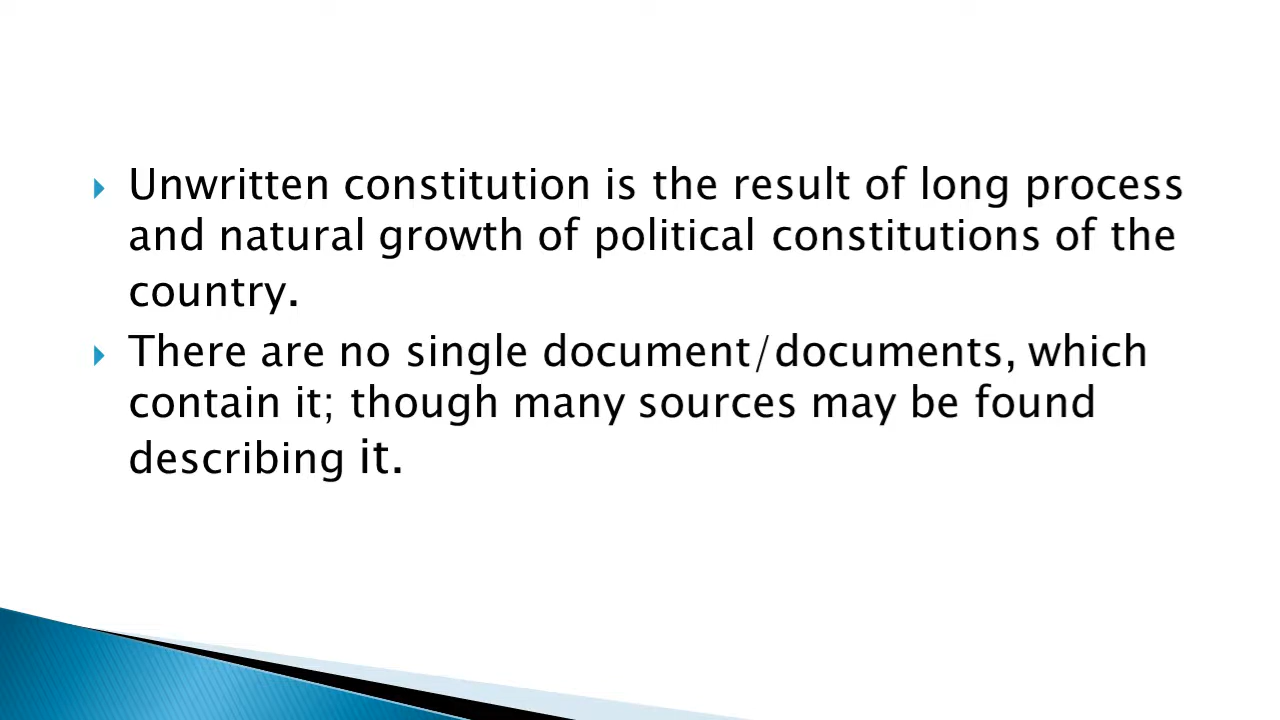 Unwritten constitution is the result of long process
and natural growth of political constitutions of the
country.
There are no single document/documents, which
contain it; though many sources may be found
describing it.